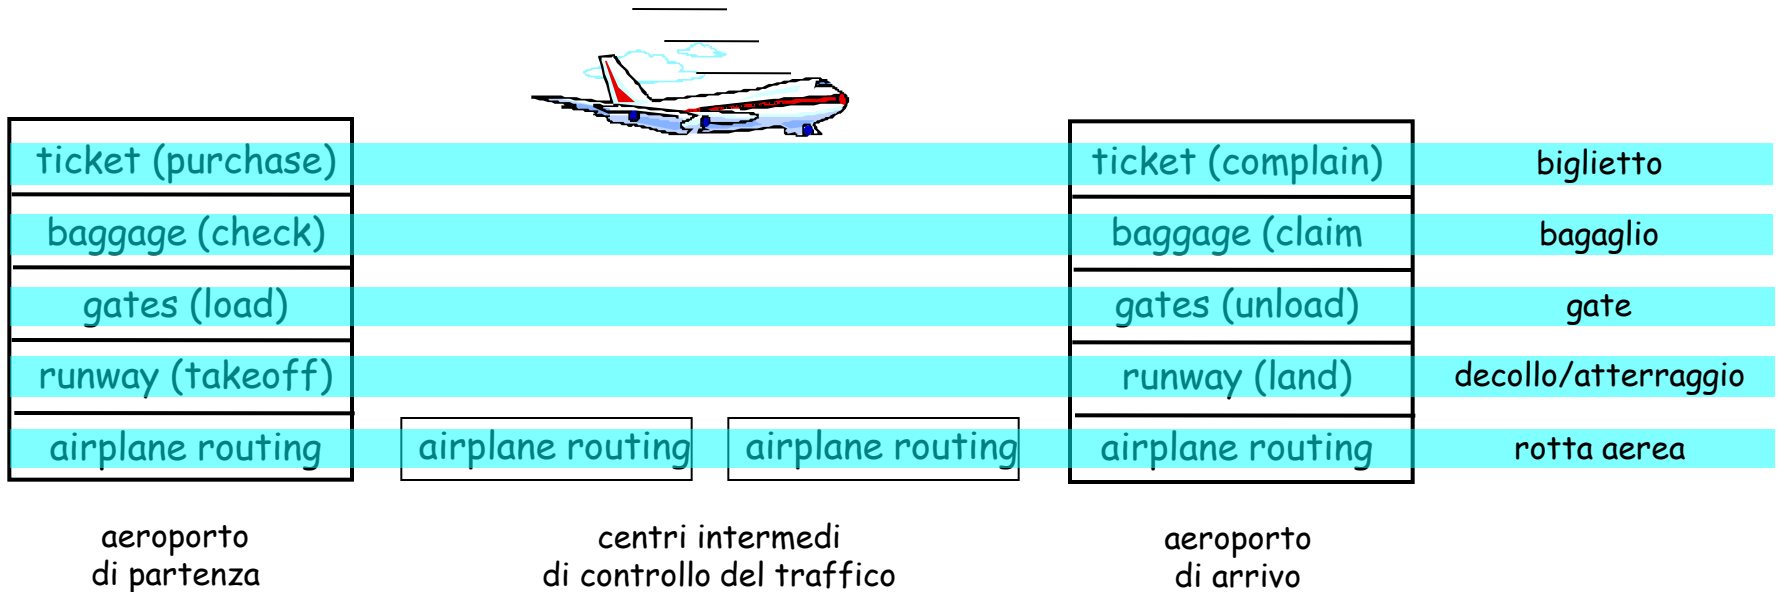 ticket (purchase) ticket (complain) biglietto
baggage (check) baggage (claim bagaglio
gates (load) gates (unload) gate
runway (takeoff) runway (land) decollo/atterraggio
airplane routing airplane routing airplane routing airplane routing rotta aerea
aeroporto
di partenza
centri intermedi
di controllo del traffico
aeroporto
di arrivo